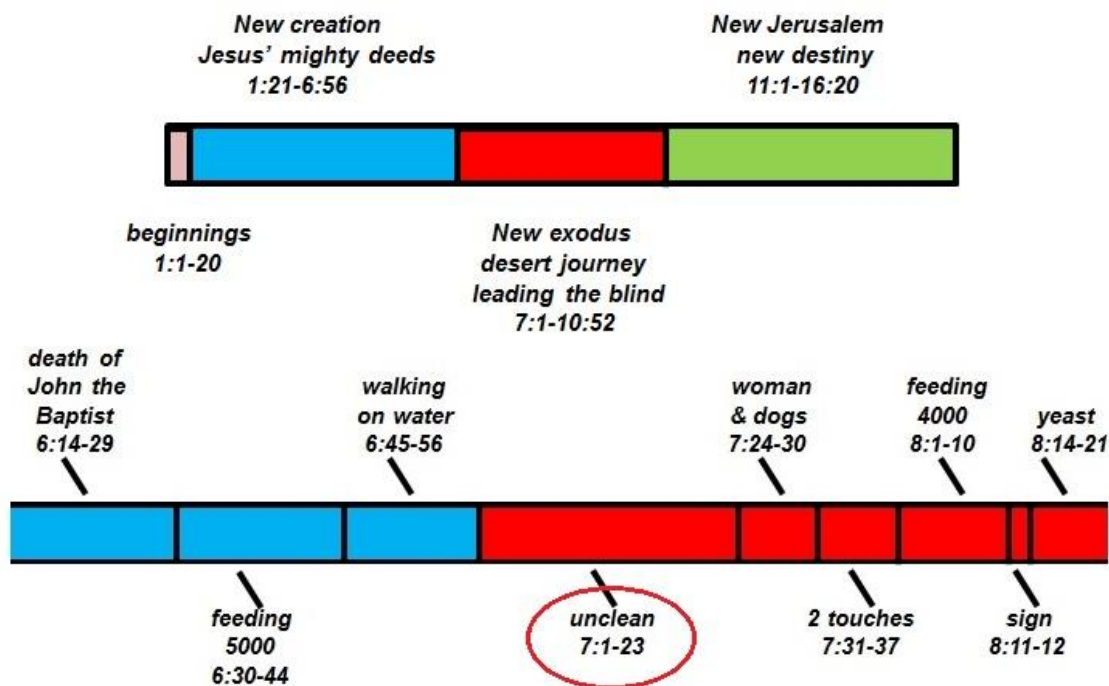 New creation
Jesus' mighty deeds
1:21-6:56
New Jerusalem
new destiny
11:1-16:20
beginnings
1:1-20
New exodus
desert journey
leading the blind
7:1-10:52
death of
John the
Baptist
6:14-29
walking
on water
6:45-56
woman
& dogs
7:24-30
feeding
4000
8:1-10
yeast
8:14-21
feeding
5000
6:30-44
unclean
7:1-23
2 touches
7:31-37
sign
8:11-12